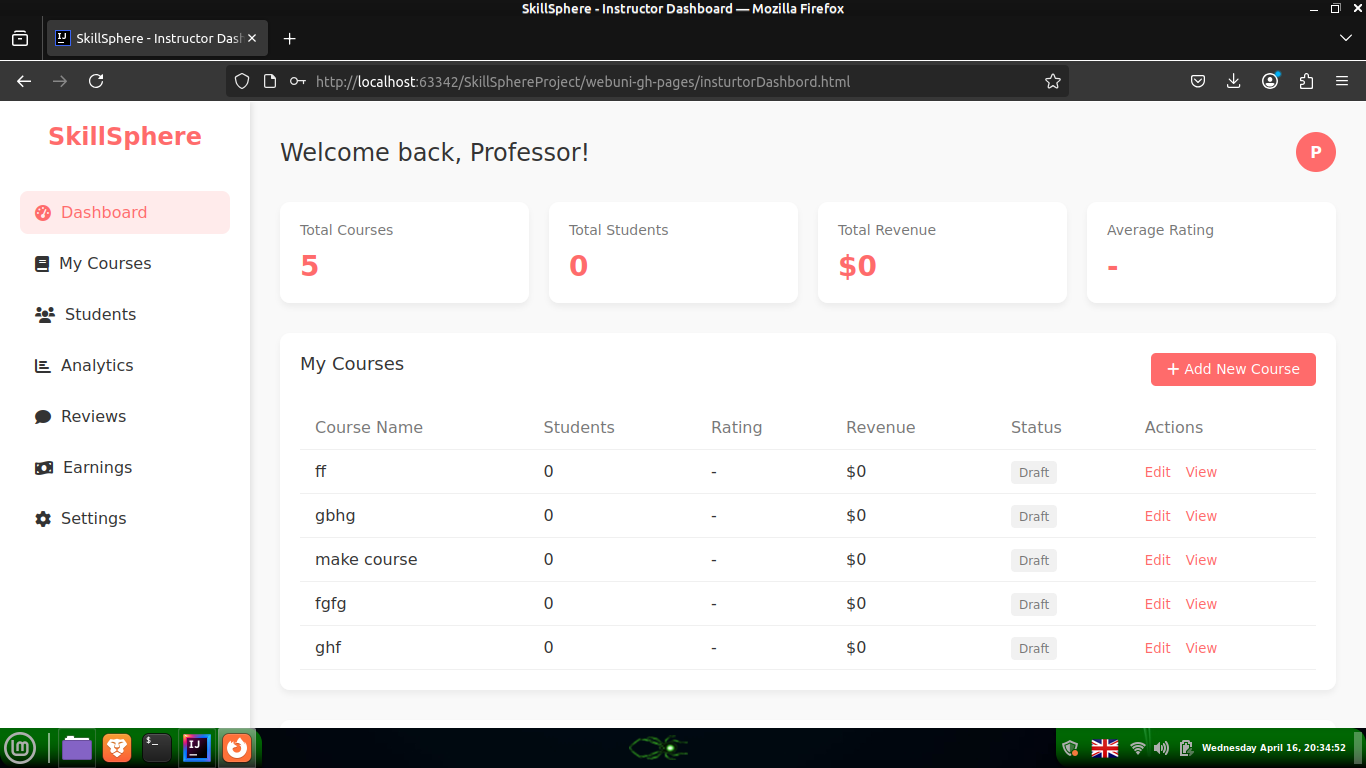 SkillSphere - Instructor Dashboard — Mozilla Firefox
SkillSphere - Instructor Dash
http://localhost:63342/SkillSphereProject/webuni-gh-pages/insturtorDashbord.html
SkillSphere
Dashboard
My Courses
Students
Analytics
Reviews
Earnings
Settings
Welcome back, Professor!
P
Total Courses
5
Total Students
0
Total Revenue
$0
Average Rating
-
My Courses
+ Add New Course
Course Name Students Rating Revenue Status Actions
ff 0 - $0 Draft Edit View
gbhg 0 - $0 Draft Edit View
make course 0 - $0 Draft Edit View
fgfg 0 - $0 Draft Edit View
ghf 0 - $0 Draft Edit View
lm
$_
IJ
Wednesday April 16, 20:34:52